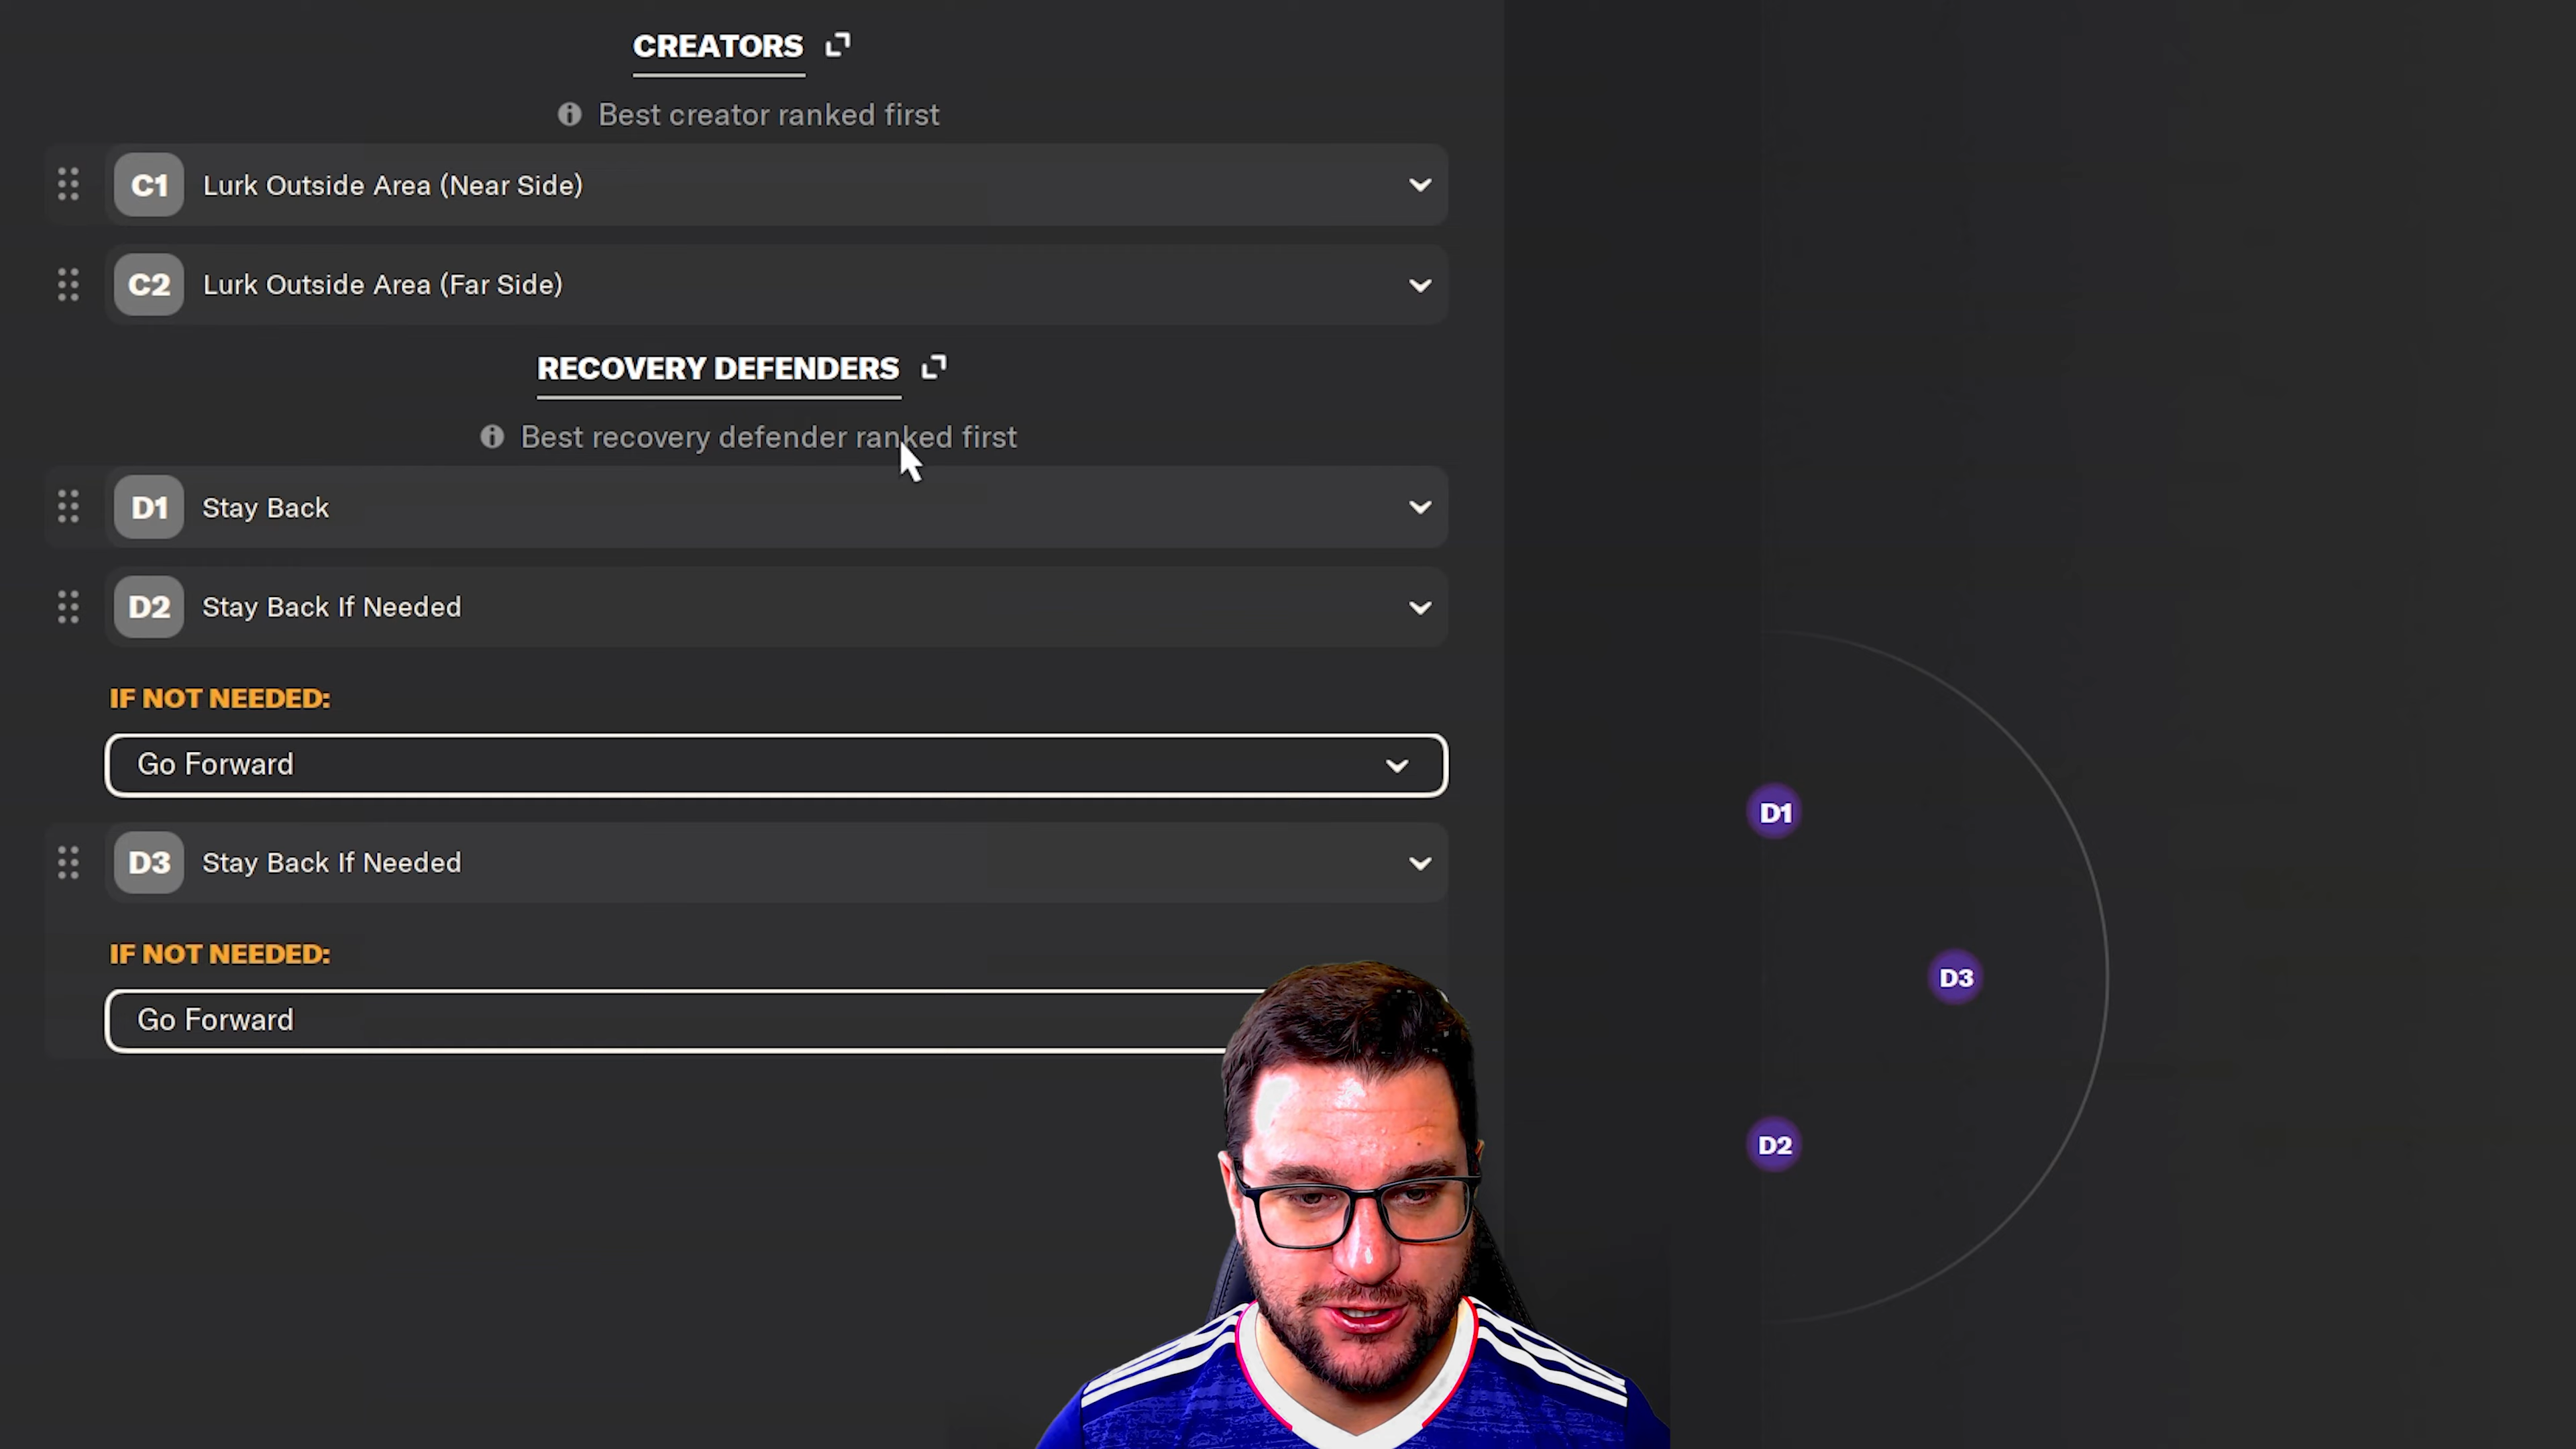 CREATORS
Best creator ranked first
C1 Lurk Outside Area (Near Side)
C2 Lurk Outside Area (Far Side)
RECOVERY DEFENDERS
Best recovery defender ranked first
D1 Stay Back
D2 Stay Back If Needed
IF NOT NEEDED:
Go Forward
D3 Stay Back If Needed
IF NOT NEEDED:
Go Forward
D1
D3
D2